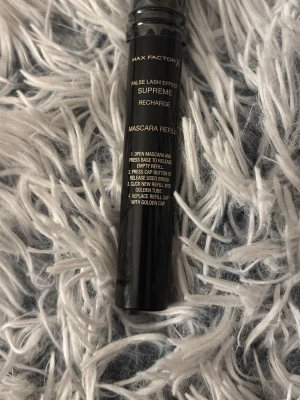 MAX FACTOR X
FALSE LASH EFFECT
SUPREME
RECHARGE
MASCARA REFILL
1. OPEN MASCARA AND
PRESS BASE TO RELEASE
EMPTY REFILL.
2. PRESS CAP BUTTON TO
RELEASE USED BRUSH
3. CLICK NEW REFILL INTO
GOLDEN TUBE.
4. REPLACE REFILL CAP
WITH GOLDEN CAP